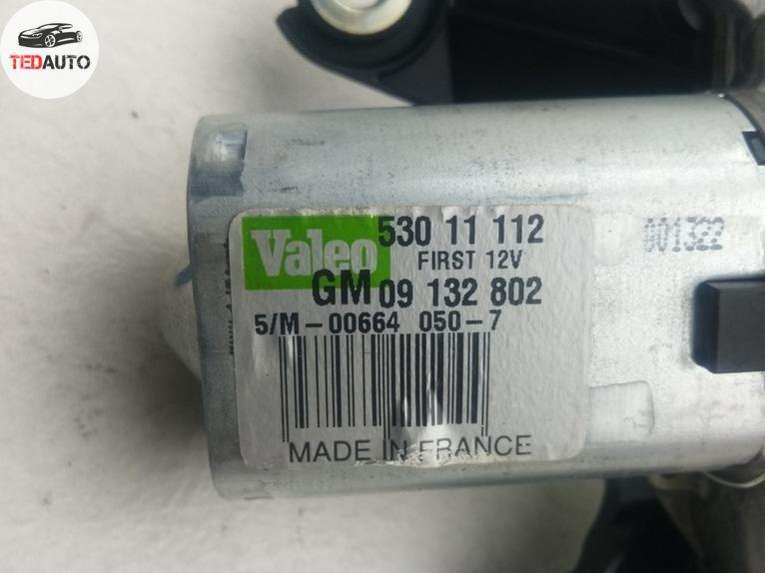 TEDAUTO
Valeo 530 11 112
FIRST 12V
GM 09 132 802
5/M-00664 050-7
MADE IN FRANCE
001322